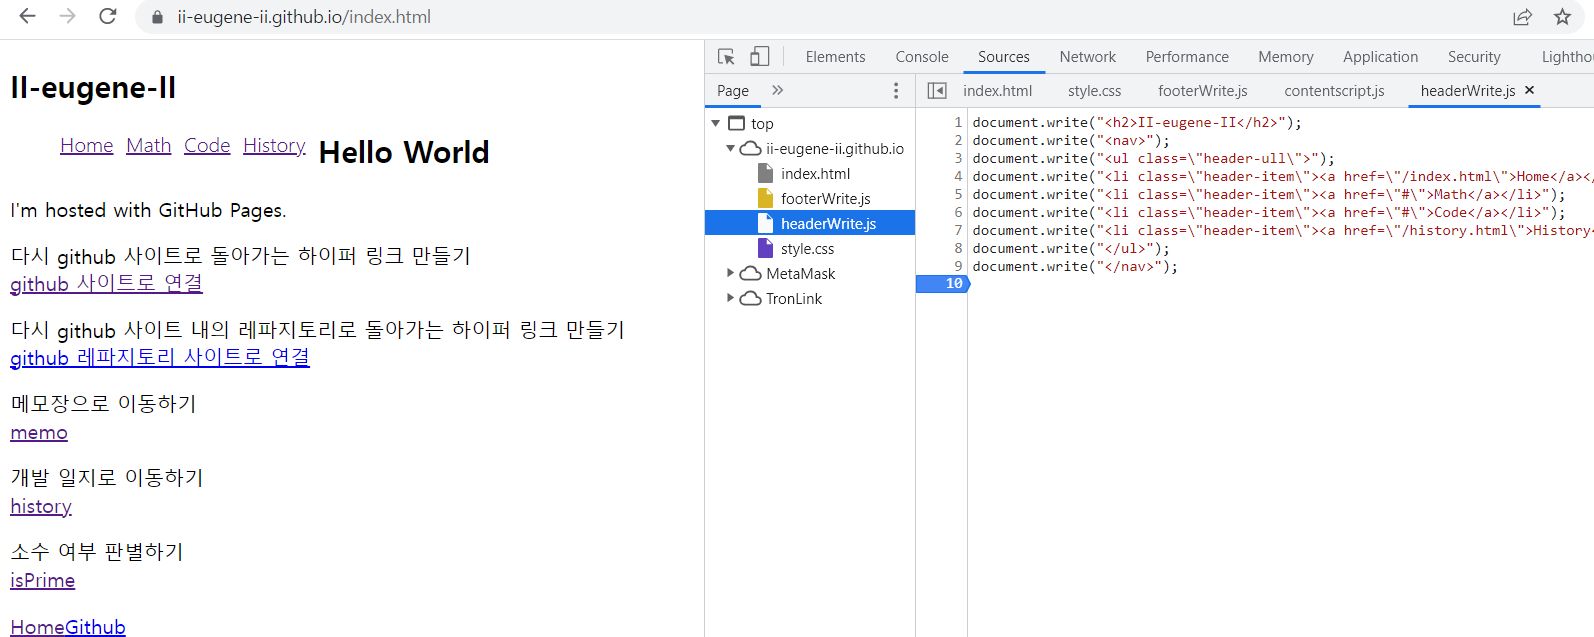 ii-eugene-ii.github.io/index.html
II-eugene-II
Home Math Code History Hello World
I'm hosted with GitHub Pages.
다시 github 사이트로 돌아가는 하이퍼 링크 만들기
github 사이트로 연결
다시 github 사이트 내의 레파지토리로 돌아가는 하이퍼 링크 만들기
github 레파지토리 사이트로 연결
메모장으로 이동하기
memo
개발 일지로 이동하기
history
소수 여부 판별하기
isPrime
HomeGithub
Elements Console Sources Network Performance Memory Application Security Lightho
Page
top
ii-eugene-ii.github.io
index.html
footerWrite.js
headerWrite.js
style.css
MetaMask
TronLink
index.html style.css footerWrite.js contentscript.js headerWrite.js ×
1 document.write("<h2>II-eugene-II</h2>");
2 document.write("<nav>");
3 document.write("<ul class=\"header-ull\">");
4 document.write("<li class=\"header-item\"><a href=\"/index.html\">Home</a></
5 document.write("<li class=\"header-item\"><a href=\"#\">Math</a></li>");
6 document.write("<li class=\"header-item\"><a href=\"#\">Code</a></li>");
7 document.write("<li class=\"header-item\"><a href=\"/history.html\">History<
8 document.write("</ul>");
9 document.write("</nav>");
10